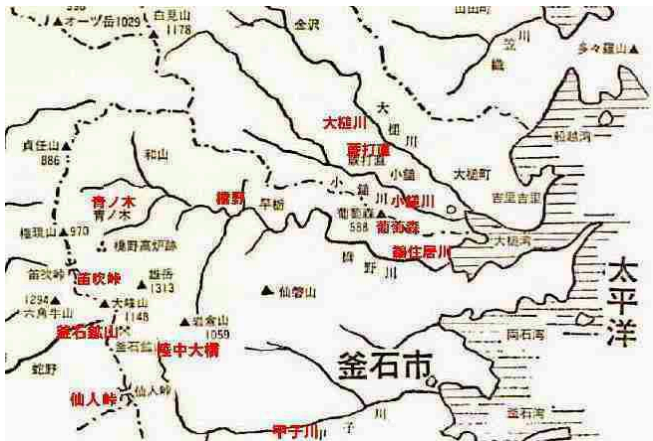 オーツ岳1029
白見山
1178
金沢
笠川
織
多々羅山
貞任山
886
和山
大槌川
大槌川
蕨打直
蕨打直
小鎚
大槌町
船越湾
吉里吉里
青ノ木
青ノ木
橋野
早栃
小鎚川
小鎚川
葡萄森
588
葡萄森
大槌湾
権現山
970
橋野高炉跡
鵜住居川
橋野川
笛吹峠
笛吹峠
雄岳
1313
仙磐山
太平洋
1294
六角牛山
大峰山
1148
岩倉山
1059
釜石鉱山
釜石鉱山
陸中大橋
両石湾
釜石市
蛇野
仙人峠
仙人峠
甲子川
子川
釜石湾